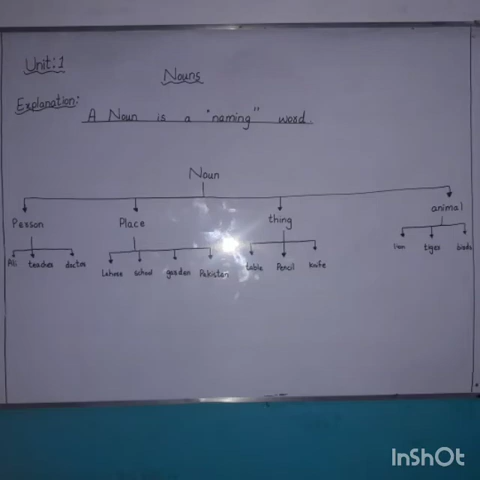 Unit:1
Nouns
Explanation:
A Noun is a "naming" word
Noun
Person Place thing animal
Ali teacher doctor Lahore school garden Pakistan table Pencil knife lion tiger birds
InShOt